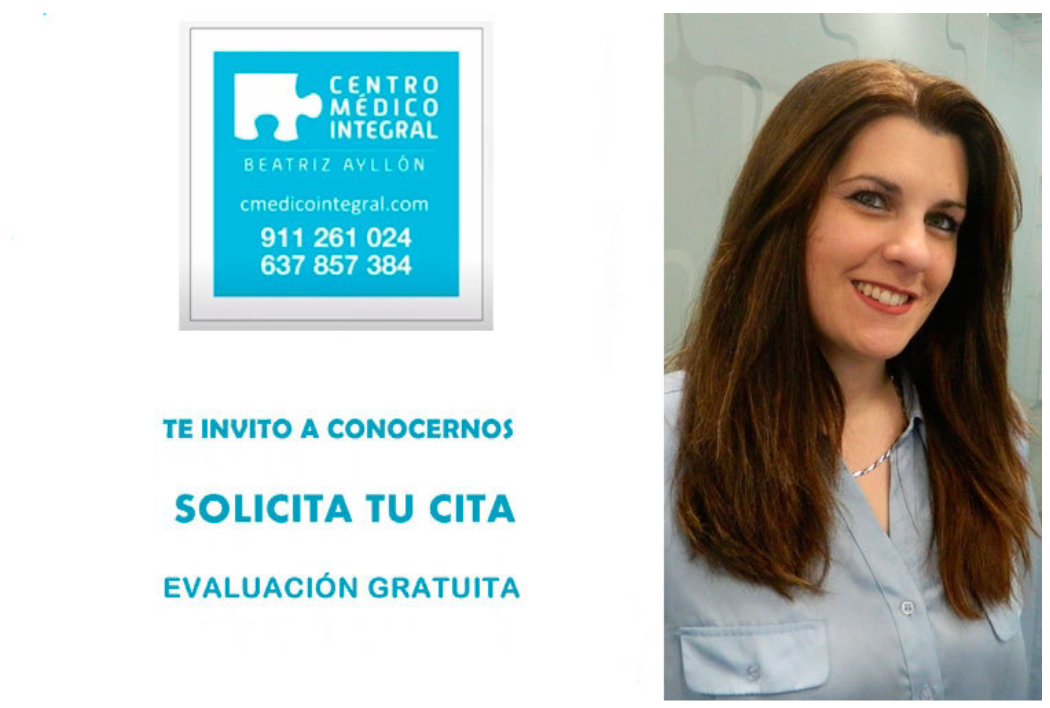 CENTRO
MÉDICO
INTEGRAL
BEATRIZ AYLLÓN
cmedicointegral.com
911 261 024
637 857 384
TE INVITO A CONOCERNOS
SOLICITA TU CITA
EVALUACIÓN GRATUITA